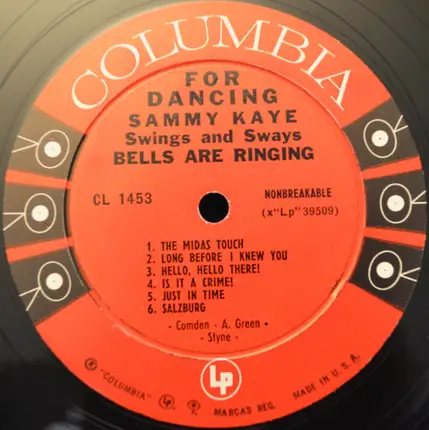 COLUMBIA
FOR
DANCING
SAMMY KAYE
Swings and Sways
BELLS ARE RINGING
CL 1453
NONBREAKABLE
(x"Lp" 39509)
1. THE MIDAS TOUCH
2. LONG BEFORE I KNEW YOU
3. HELLO, HELLO THERE!
4. IS IT A CRIME!
5. JUST IN TIME
6. SALZBURG
- Comden - A. Green -
- Styne -
LP
® "COLUMBIA" MARCAS REG. MADE IN U.S.A.